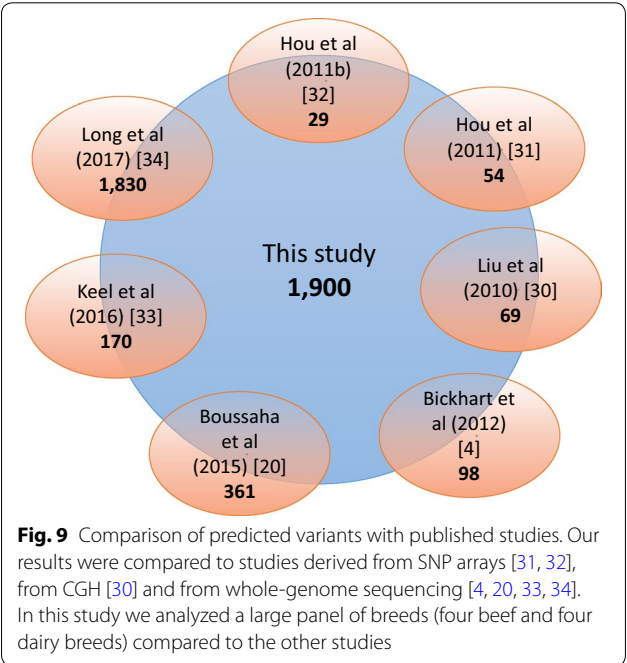 Hou et al
(2011b)
[32]
29
Long et al
(2017) [34]
1,830
Hou et al
(2011) [31]
54
This study
1,900
Liu et al
(2010) [30]
69
Keel et al
(2016) [33]
170
Bickhart et
al (2012)
[4]
98
Boussaha
et al
(2015) [20]
361
Fig. 9 Comparison of predicted variants with published studies. Our
results were compared to studies derived from SNP arrays [31, 32],
from CGH [30] and from whole-genome sequencing [4, 20, 33, 34].
In this study we analyzed a large panel of breeds (four beef and four
dairy breeds) compared to the other studies